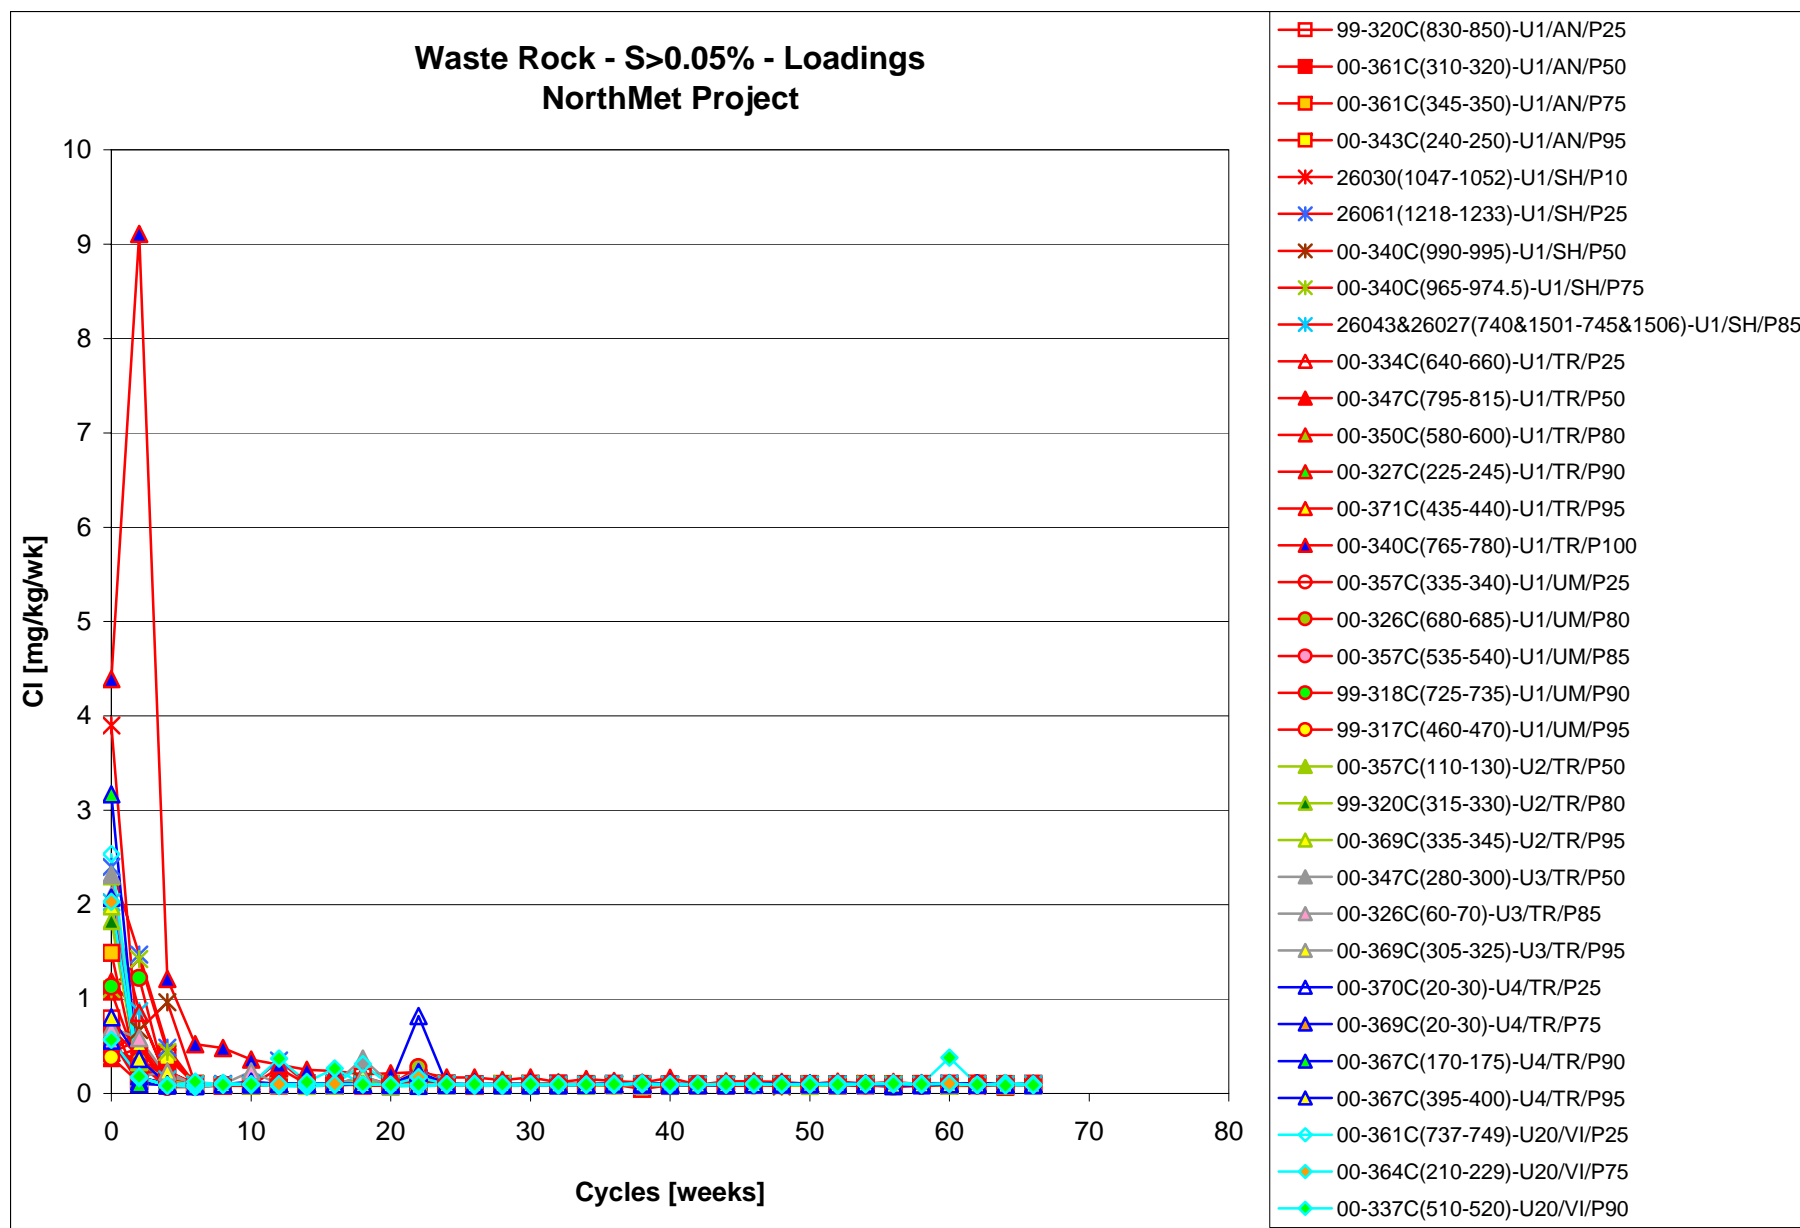 Waste Rock - S>0.05% - Loadings
NorthMet Project
Cl [mg/kg/wk]
10
9
8
7
6
5
4
3
2
1
0
0 10 20 30 40 50 60 70 80
Cycles [weeks]
99-320C(830-850)-U1/AN/P25
00-361C(310-320)-U1/AN/P50
00-361C(345-350)-U1/AN/P75
00-343C(240-250)-U1/AN/P95
26030(1047-1052)-U1/SH/P10
26061(1218-1233)-U1/SH/P25
00-340C(990-995)-U1/SH/P50
00-340C(965-974.5)-U1/SH/P75
26043&26027(740&1501-745&1506)-U1/SH/P85
00-334C(640-660)-U1/TR/P25
00-347C(795-815)-U1/TR/P50
00-350C(580-600)-U1/TR/P80
00-327C(225-245)-U1/TR/P90
00-371C(435-440)-U1/TR/P95
00-340C(765-780)-U1/TR/P100
00-357C(335-340)-U1/UM/P25
00-326C(680-685)-U1/UM/P80
00-357C(535-540)-U1/UM/P85
99-318C(725-735)-U1/UM/P90
99-317C(460-470)-U1/UM/P95
00-357C(110-130)-U2/TR/P50
99-320C(315-330)-U2/TR/P80
00-369C(335-345)-U2/TR/P95
00-347C(280-300)-U3/TR/P50
00-326C(60-70)-U3/TR/P85
00-369C(305-325)-U3/TR/P95
00-370C(20-30)-U4/TR/P25
00-369C(20-30)-U4/TR/P75
00-367C(170-175)-U4/TR/P90
00-367C(395-400)-U4/TR/P95
00-361C(737-749)-U20/VI/P25
00-364C(210-229)-U20/VI/P75
00-337C(510-520)-U20/VI/P90